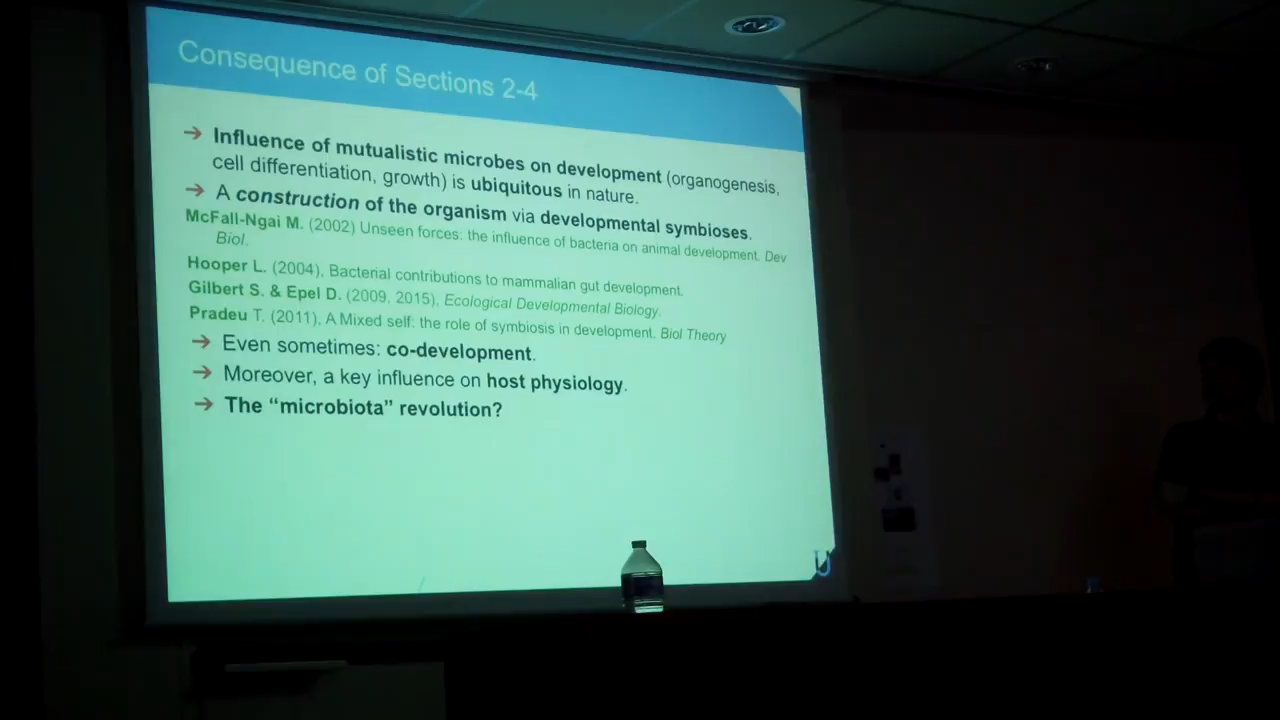 Consequence of Sections 2-4
➔ Influence of mutualistic microbes on development (organogenesis,
cell differentiation, growth) is ubiquitous in nature.
➔ A construction of the organism via developmental symbioses.
McFall-Ngai M. (2002) Unseen forces: the influence of bacteria on animal development. Dev
Biol.
Hooper L. (2004), Bacterial contributions to mammalian gut development.
Gilbert S. & Epel D. (2009, 2015), Ecological Developmental Biology.
Pradeu T. (2011), A Mixed self: the role of symbiosis in development. Biol Theory
➔ Even sometimes: co-development.
➔ Moreover, a key influence on host physiology.
➔ The “microbiota” revolution?
U